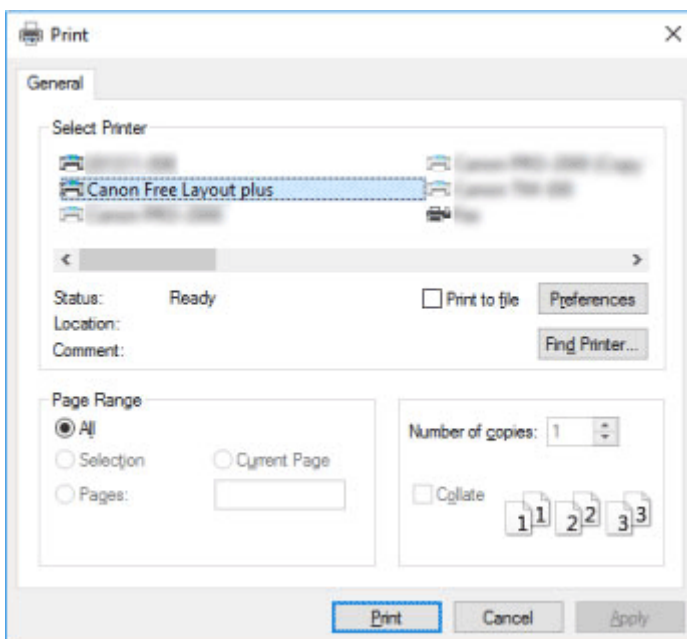 Print
General
Select Printer
Canon Free Layout plus
Status: Ready
Print to file
Preferences
Location:
Comment:
Find Printer...
Page Range
All
Selection
Current Page
Pages:
Number of copies: 1
Collate
1 1 2 2 3 3
Print
Cancel
Apply